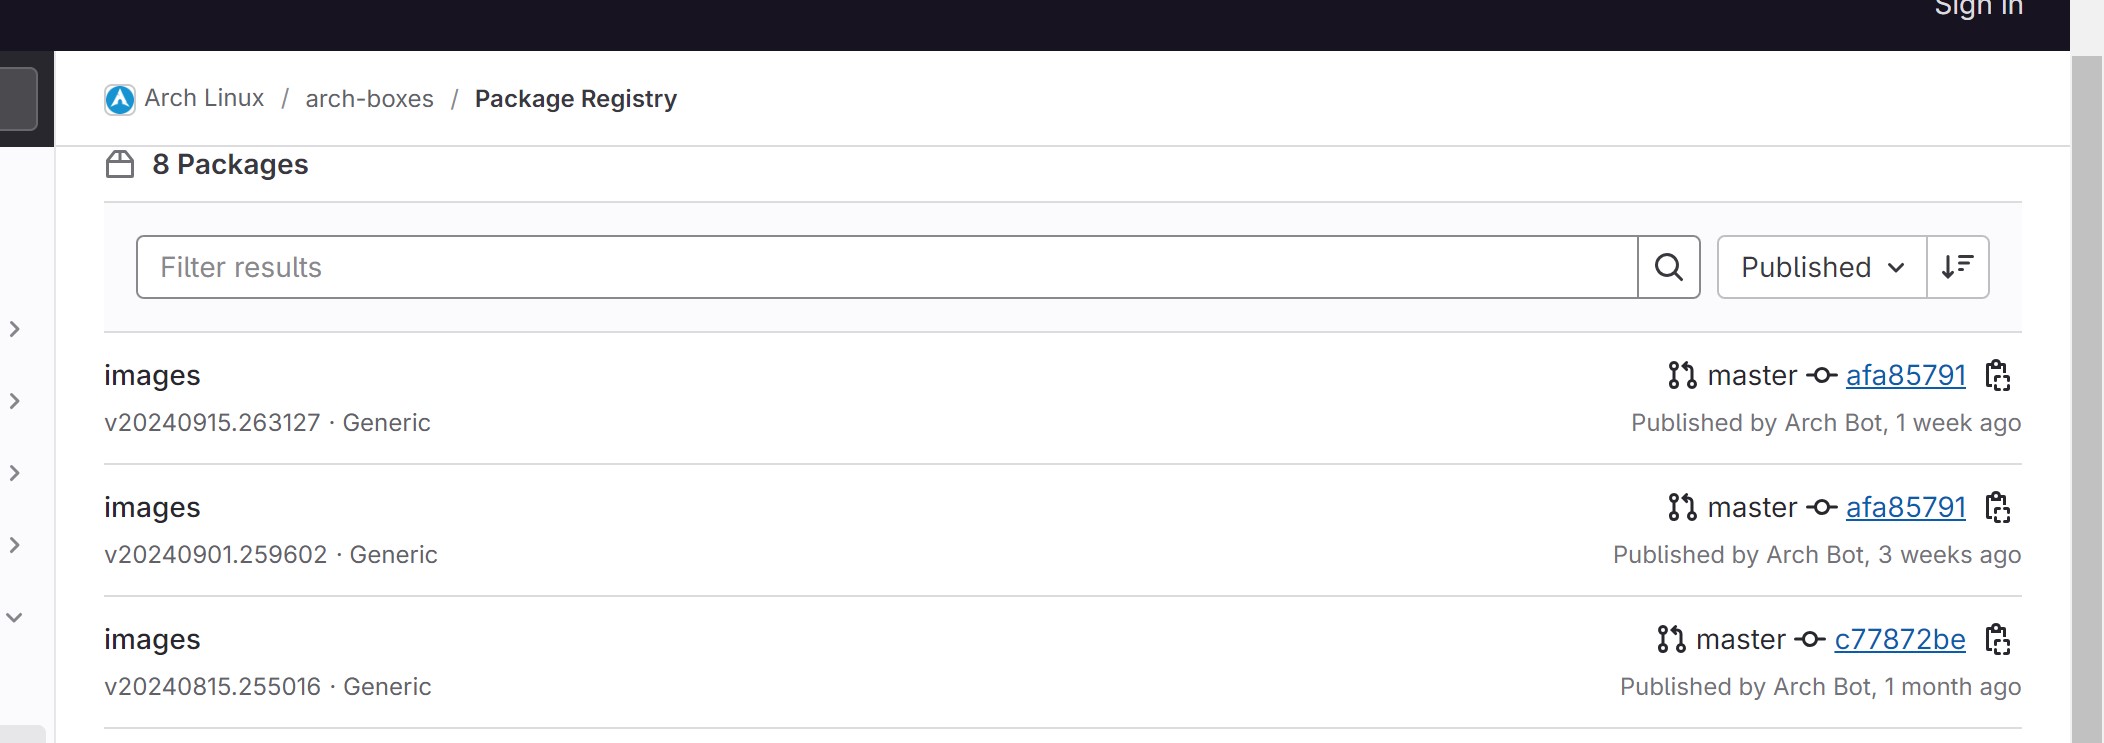 Sign in
Arch Linux / arch-boxes / Package Registry
8 Packages
Filter results
Published
images
master afa85791
v20240915.263127 · Generic
Published by Arch Bot, 1 week ago
images
master afa85791
v20240901.259602 · Generic
Published by Arch Bot, 3 weeks ago
images
master c77872be
v20240815.255016 · Generic
Published by Arch Bot, 1 month ago